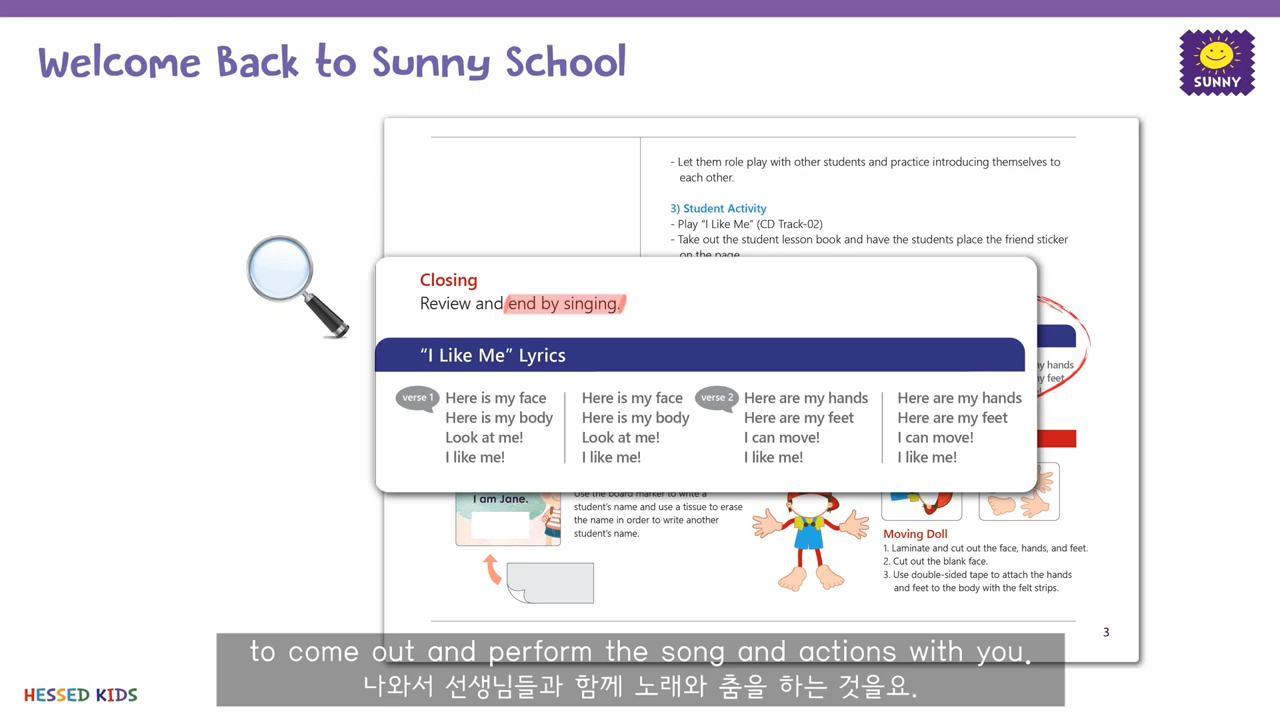 Welcome Back to Sunny School
SUNNY
- Let them role play with other students and practice introducing themselves to
each other.
3) Student Activity
- Play “I Like Me” (CD Track-02)
- Take out the student lesson book and have the students place the friend sticker
on the page
Closing
Review and end by singing.
“I Like Me” Lyrics
verse 1
Here is my face
Here is my body
Look at me!
I like me!
Here is my face
Here is my body
Look at me!
I like me!
verse 2
Here are my hands
Here are my feet
I can move!
I like me!
Here are my hands
Here are my feet
I can move!
I like me!
my hands
my feet
I am Jane.
Use the board marker to write a
student's name and use a tissue to erase
the name in order to write another
student's name.
Moving Doll
1. Laminate and cut out the face, hands, and feet.
2. Cut out the blank face.
3. Use double-sided tape to attach the hands
and feet to the body with the felt strips.
3
to come out and perform the song and actions with you.
나와서 선생님들과 함께 노래와 춤을 하는 것을요.
HESSED KIDS